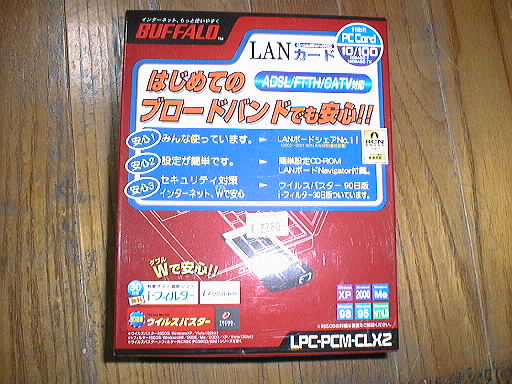 インターネット、もっと使いやすく
BUFFALO
LANカード
16bit
PC Card
10/100
ADSL/FTTH/CATV対応
はじめての
ブロードバンドでも安心!!
安心1 みんな使っています。 LANボードシェアNo.1!
安心2 設定が簡単です。 簡単設定CD-ROM
LANボードNavigator付属。
安心3 セキュリティ対策 ウイルスバスター 90日版
インターネット、Wで安心 i-フィルター30日版ついています。
BCN
ダブル
Wで安心!!
i-フィルター
ウイルスバスター
XP 2000 Me
98 95 NT4.0
LPC-PCM-CLX2